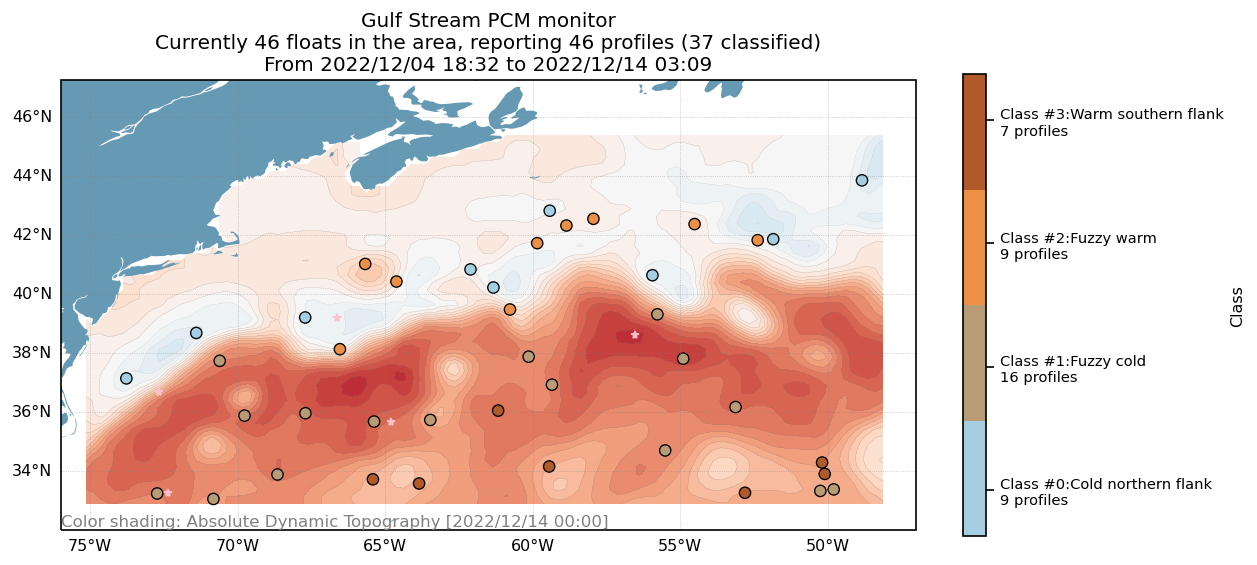 Gulf Stream PCM monitor
Currently 46 floats in the area, reporting 46 profiles (37 classified)
From 2022/12/04 18:32 to 2022/12/14 03:09
46°N
44°N
42°N
40°N
38°N
36°N
34°N
Color shading: Absolute Dynamic Topography [2022/12/14 00:00]
75°W
70°W
65°W
60°W
55°W
50°W
Class #3:Warm southern flank
7 profiles
Class #2:Fuzzy warm
9 profiles
Class #1:Fuzzy cold
16 profiles
Class #0:Cold northern flank
9 profiles
Class